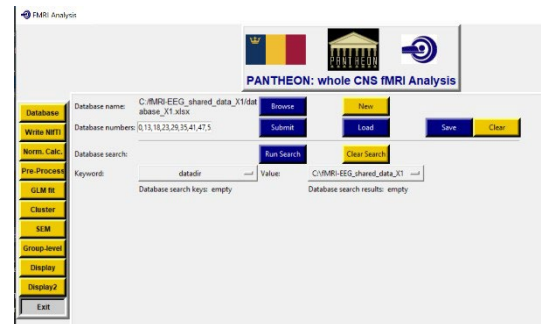 FMRI Analysis
PANTHEON
PANTHEON: whole CNS fMRI Analysis
Database
Write NIfTI
Norm. Calc.
Pre-Process
GLM fit
Cluster
SEM
Group-level
Display
Display2
Exit
Database name: C:/fMRI-EEG_shared_data_X1/dat
abase_X1.xlsx Browse New
Database numbers: 0,13,18,23,29,35,41,47,5 Submit Load Save Clear
Database search: Run Search Clear Search
Keyword: datadir Value: C:\fMRI-EEG_shared_data_X1
Database search keys: empty Database search results: empty